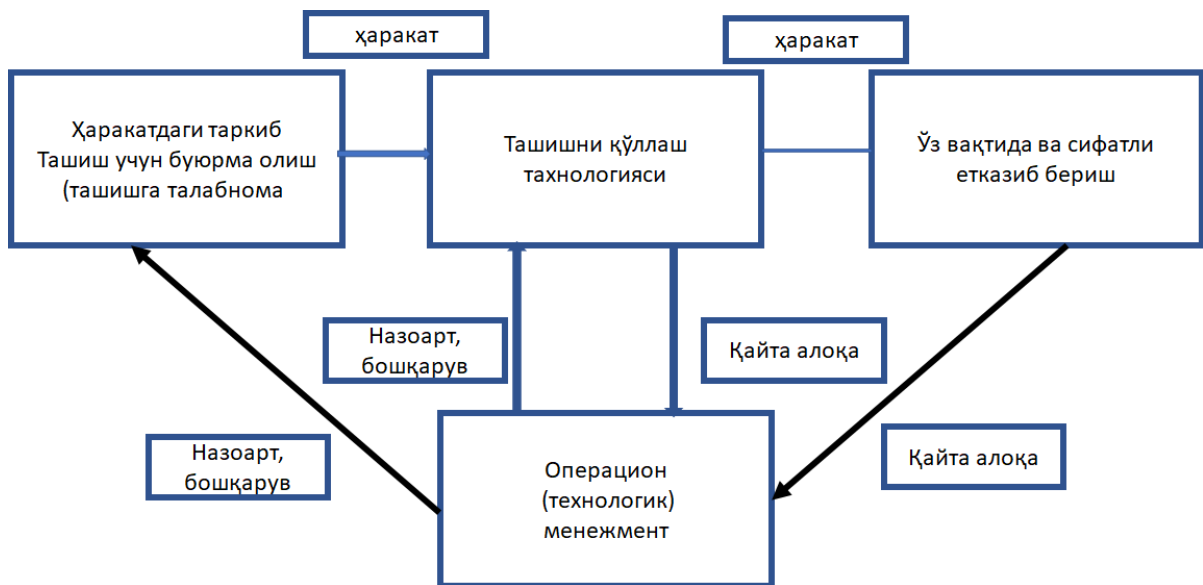 ҳаракат
ҳаракат
Ҳаракатдаги таркиб
Ташиш учун буюрма олиш
(ташишга талабнома
Ташишни қўллаш
тахнологияси
Ўз вақтида ва сифатли
етказиб бериш
Назоарт,
бошқарув
Қайта алоқа
Назоарт,
бошқарув
Операцион
(технологик)
менежмент
Қайта алоқа